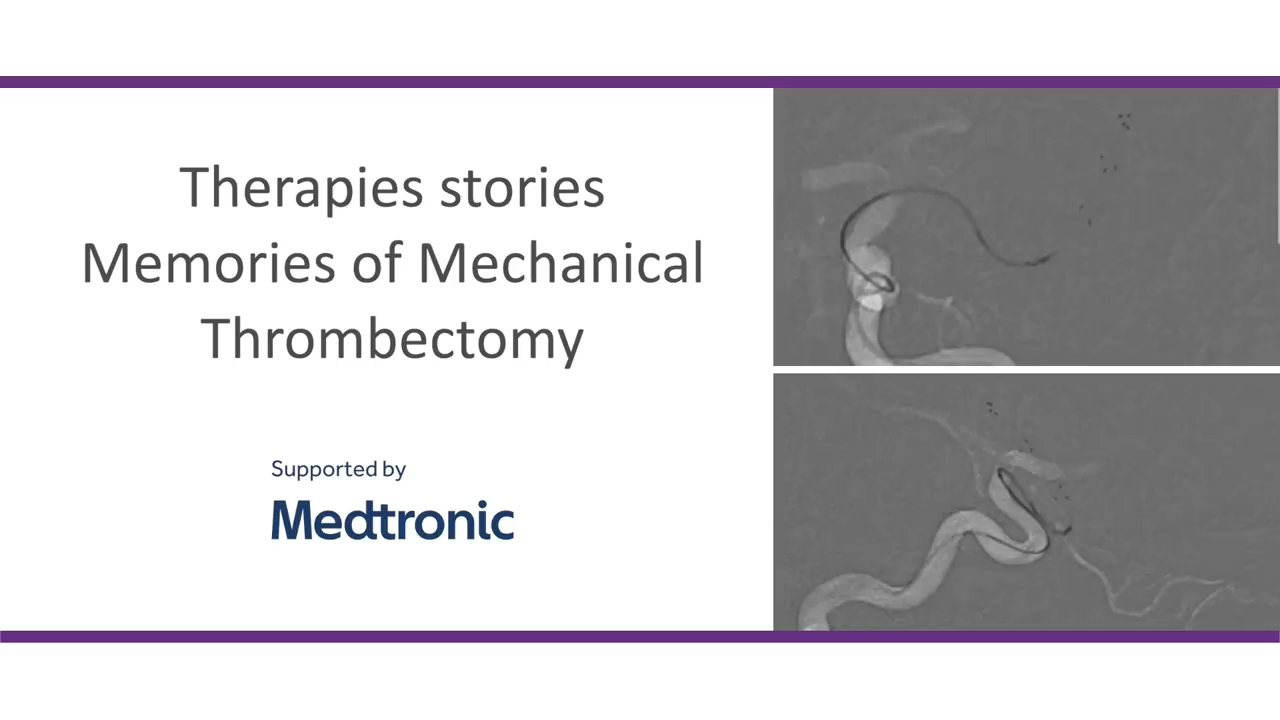 Therapies stories
Memories of Mechanical
Thrombectomy
Supported by
Medtronic